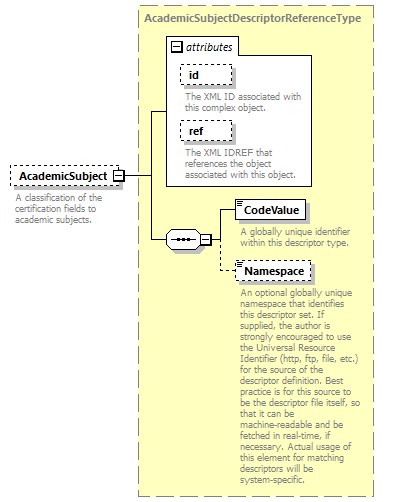 AcademicSubjectDescriptorReferenceType
attributes
id
The XML ID associated with
this complex object.
ref
The XML IDREF that
references the object
associated with this object.
AcademicSubject
A classification of the
certification fields to
academic subjects.
CodeValue
A globally unique identifier
within this descriptor type.
Namespace
An optional globally unique
namespace that identifies
this descriptor set. If
supplied, the author is
strongly encouraged to use
the Universal Resource
Identifier (http, ftp, file, etc.)
for the source of the
descriptor definition. Best
practice is for this source to
be the descriptor file itself, so
that it can be
machine-readable and be
fetched in real-time, if
necessary. Actual usage of
this element for matching
descriptors will be
system-specific.